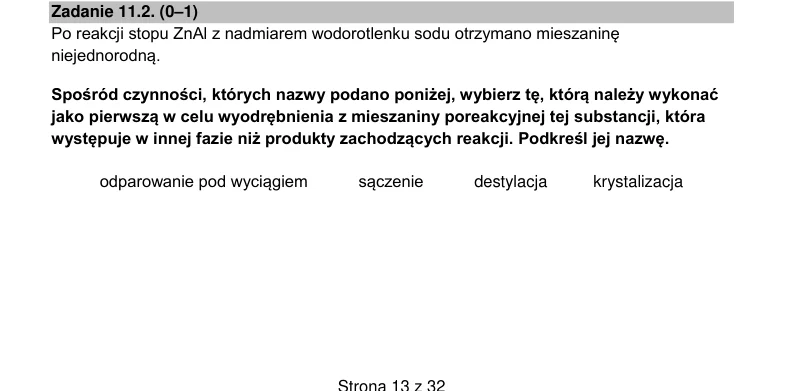 Zadanie 11.2. (0–1)
Po reakcji stopu ZnAl z nadmiarem wodorotlenku sodu otrzymano mieszaninę
niejednorodną.
Spośród czynności, których nazwy podano poniżej, wybierz tę, którą należy wykonać
jako pierwszą w celu wyodrębnienia z mieszaniny poreakcyjnej tej substancji, która
występuje w innej fazie niż produkty zachodzących reakcji. Podkreśl jej nazwę.
odparowanie pod wyciągiem sączenie destylacja krystalizacja
Strona 13 z 32